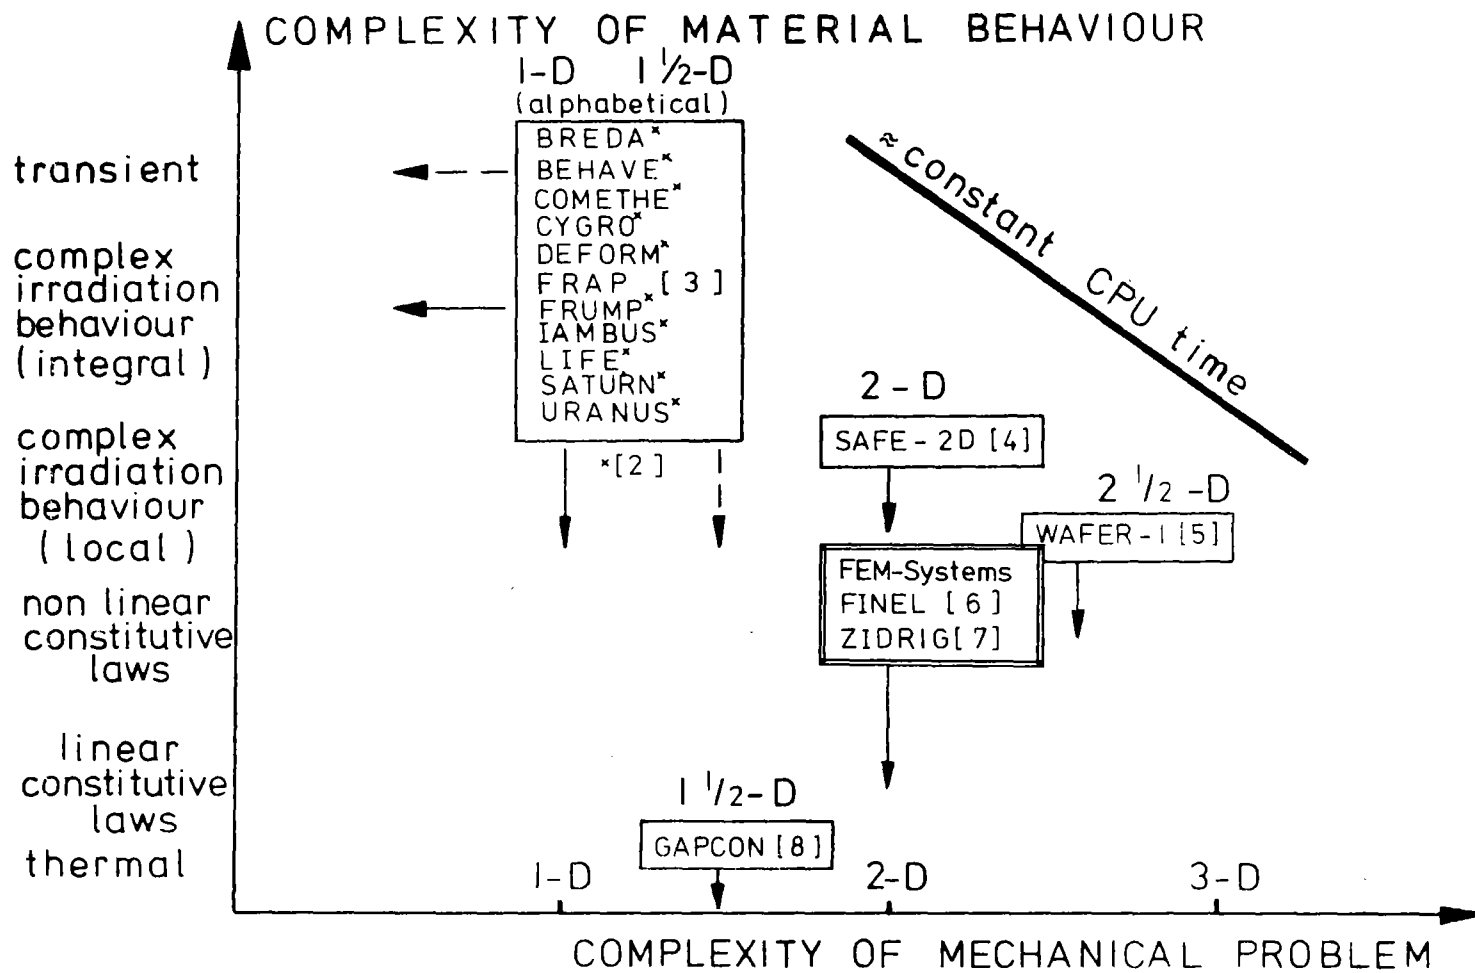 COMPLEXITY OF MATERIAL BEHAVIOUR
1-D 1 1/2-D
(alphabetical)
BREDA*
BEHAVE*
COMETHE*
CYGRO*
DEFORM*
FRAP [3]
FRUMP*
IAMBUS*
LIFE*
SATURN*
URANUS*
*[2]
transient
complex
irradiation
behaviour
(integral)
complex
irradiation
behaviour
(local)
non linear
constitutive
laws
linear
constitutive
laws
thermal
≈ constant CPU time
2-D
SAFE-2D [4]
2 1/2-D
WAFER-1 [5]
FEM-Systems
FINEL [6]
ZIDRIG[7]
1 1/2-D
GAPCON [8]
1-D 2-D 3-D
COMPLEXITY OF MECHANICAL PROBLEM